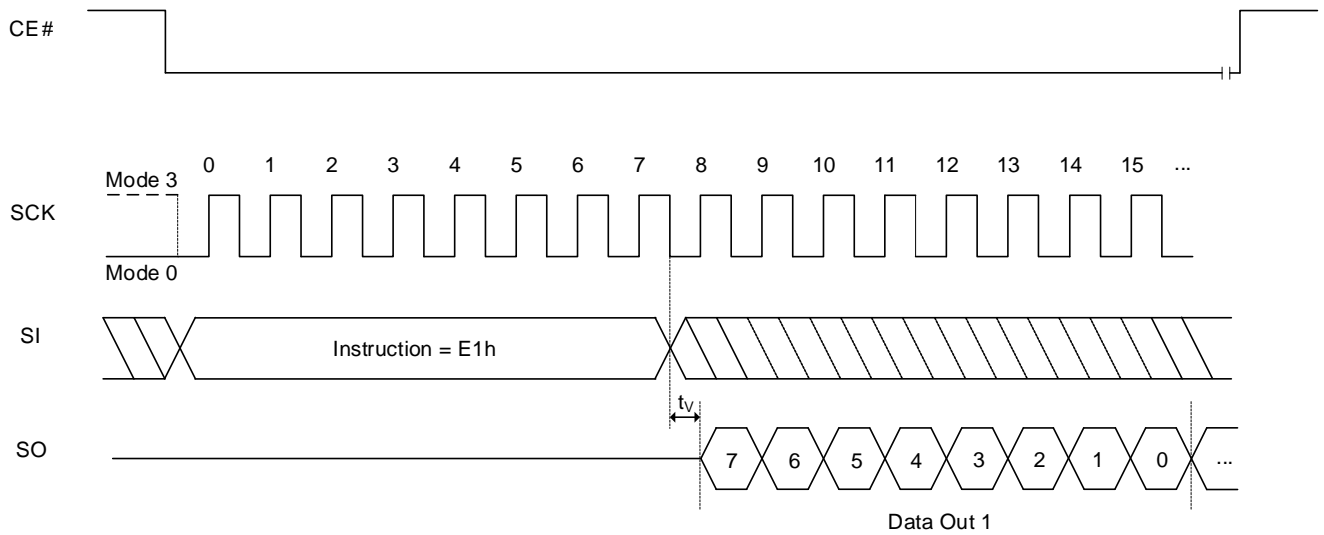 CE#
0 1 2 3 4 5 6 7 8 9 10 11 12 13 14 15 ...
Mode 3
SCK
Mode 0
SI
Instruction = E1h
tV
SO
7 6 5 4 3 2 1 0 ...
Data Out 1